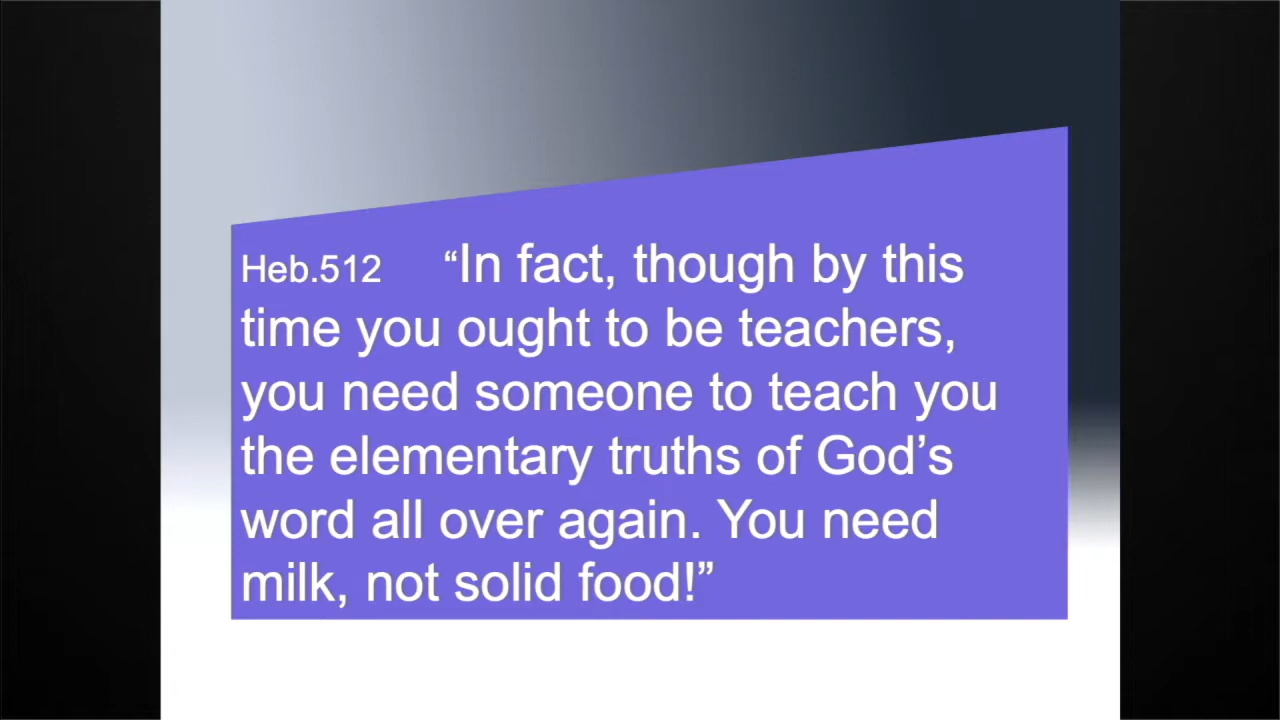 Heb.512 “In fact, though by this
time you ought to be teachers,
you need someone to teach you
the elementary truths of God’s
word all over again. You need
milk, not solid food!”